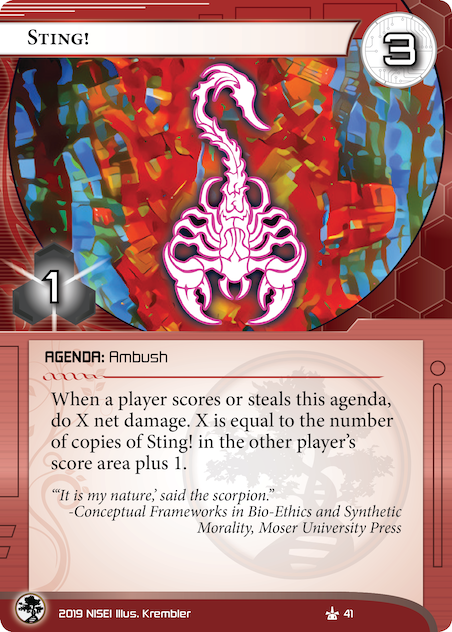 Sting!
3
1
AGENDA: Ambush
When a player scores or steals this agenda,
do X net damage. X is equal to the number
of copies of Sting! in the other player's
score area plus 1.
“‘It is my nature,’ said the scorpion.”
-Conceptual Frameworks in Bio-Ethics and Synthetic
Morality, Moser University Press
2019 NISEI Illus. Krembler
41